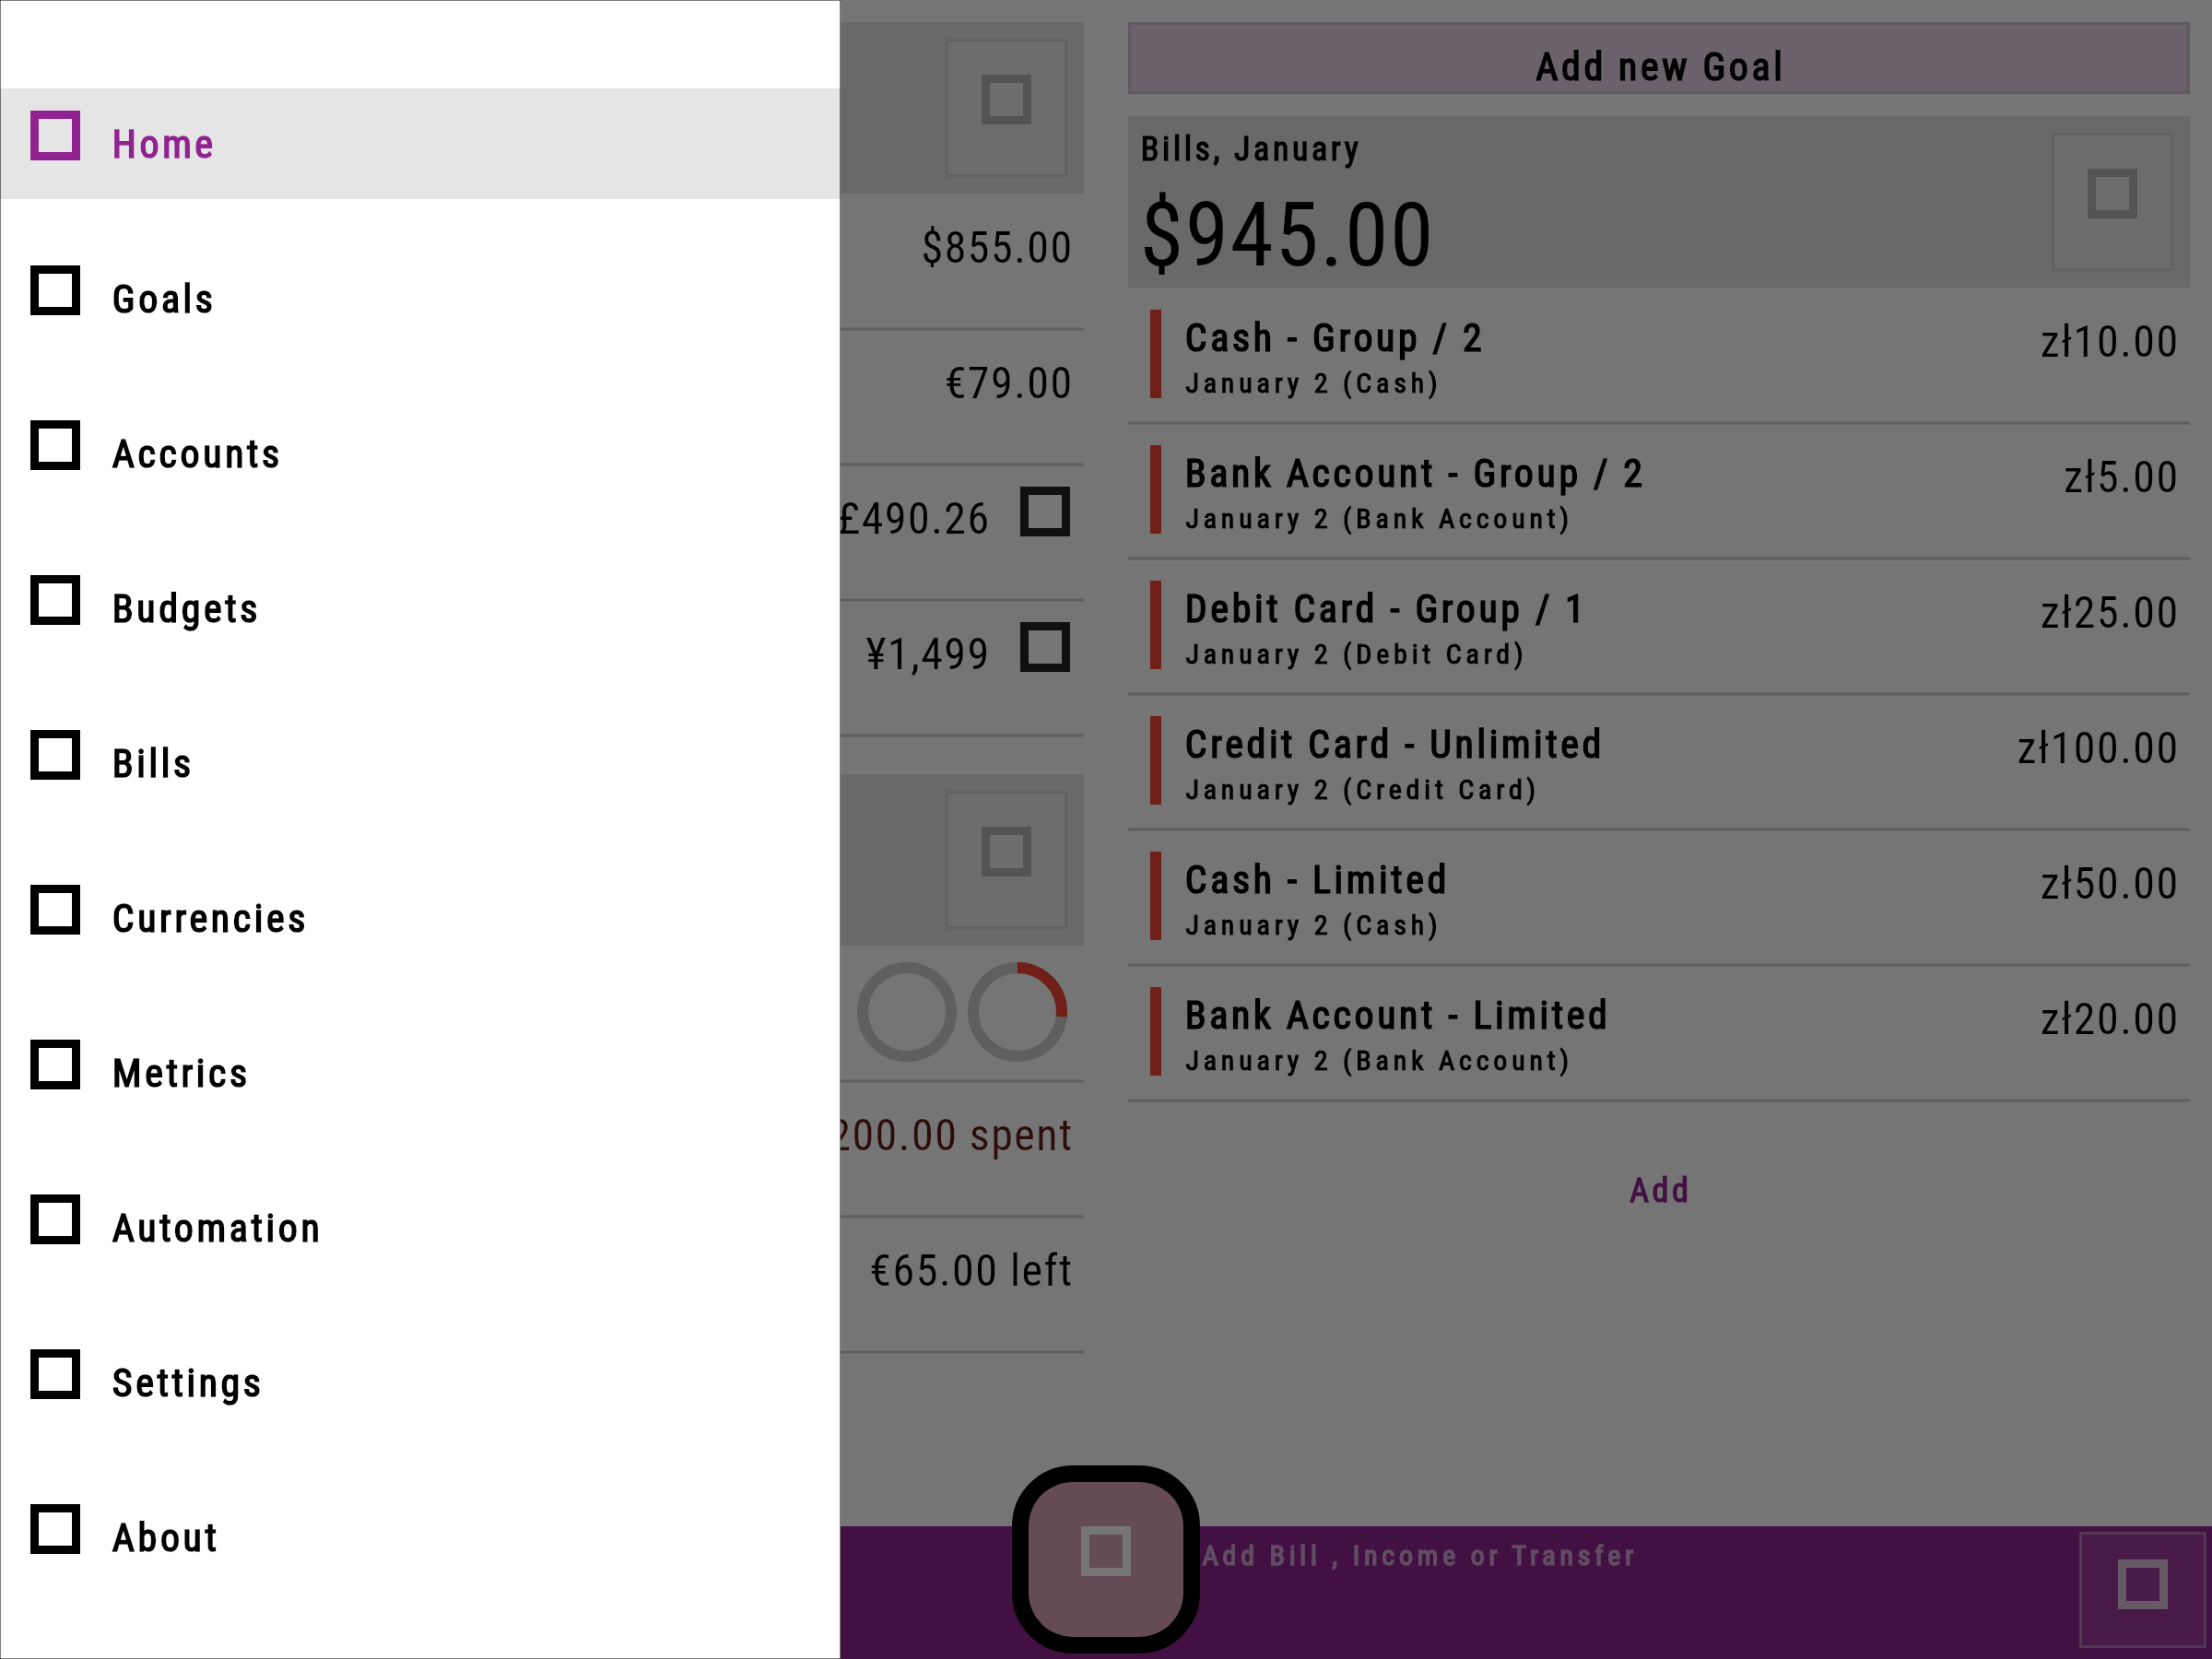 Home
Goals
Accounts
Budgets
Bills
Currencies
Metrics
Automation
Settings
About
$855.00
€79.00
£490.26
¥1,499
200.00 spent
€65.00 left
Add new Goal
Bills, January
$945.00
Cash - Group / 2
zł10.00
January 2 (Cash)
Bank Account - Group / 2
zł5.00
January 2 (Bank Account)
Debit Card - Group / 1
zł25.00
January 2 (Debit Card)
Credit Card - Unlimited
zł100.00
January 2 (Credit Card)
Cash - Limited
zł50.00
January 2 (Cash)
Bank Account - Limited
zł20.00
January 2 (Bank Account)
Add
Add Bill , Income or Transfer